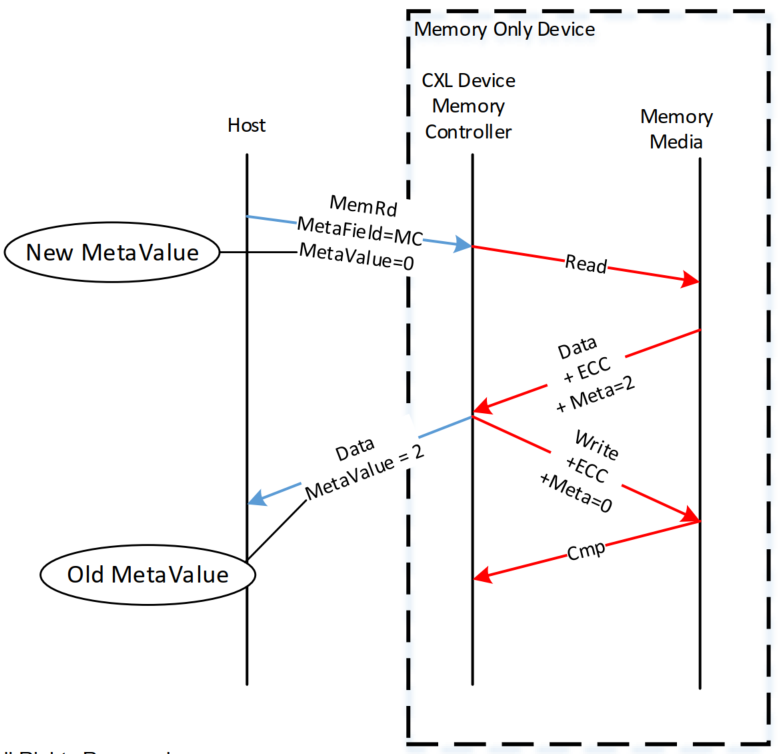 Memory Only Device
CXL Device
Memory
Controller
Memory
Media
Host
MemRd
MetaField=MC
MetaValue=0
New MetaValue
Read
Data
+ ECC
+ Meta=2
Data
MetaValue = 2
Write
+ECC
+Meta=0
Cmp
Old MetaValue